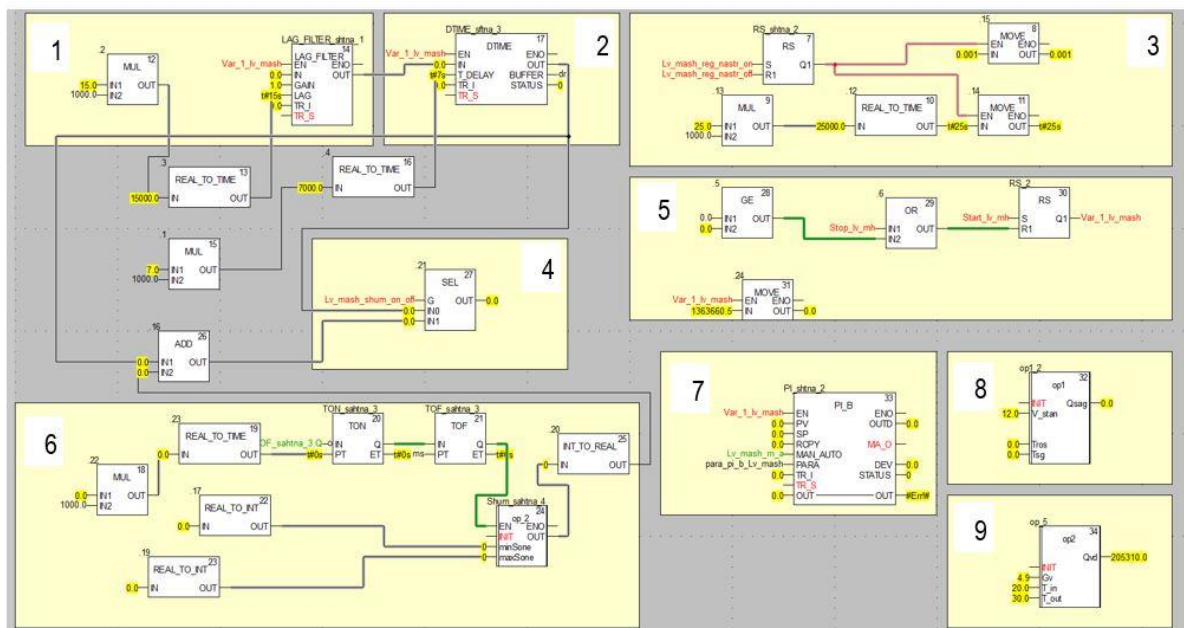 1
.2
MUL
12
15.0
IN1
OUT
1000.0
IN2
LAG_FILTER_shtna_1
LAG_FILTER
14
Var_1_lv_mash
EN
ENO
0.0
IN
OUT
1.0
GAIN
t#15s
LAG
TR_I
TR_S
DTIME_sftna_3
DTIME
17
Var_1_lv_mash
EN
ENO
0.0
IN
OUT
t#7s
T_DELAY
BUFFER
TR_I
STATUS
0
TR_S
2
.3
REAL_TO_TIME
13
15000.0
IN
OUT
.4
REAL_TO_TIME
16
7000.0
IN
OUT
.1
MUL
15
7.0
IN1
OUT
1000.0
IN2
16
ADD
26
0.0
IN1
OUT
0.0
IN2
3
RS_shtna_2
RS
7
Lv_mash_reg_nastr_on
S
Q1
Lv_mash_reg_nastr_off
R1
.15
MOVE
8
EN
ENO
0.001
IN
OUT
0.001
.13
MUL
9
25.0
IN1
OUT
1000.0
IN2
.12
REAL_TO_TIME
10
25000.0
IN
OUT
.14
MOVE
11
EN
ENO
t#25s
IN
OUT
t#25s
4
.21
SEL
27
Lv_mash_shum_on_off
G
OUT
0.0
0.0
IN0
0.0
IN1
5
.5
GE
28
0.0
IN1
OUT
0.0
IN2
.6
OR
29
Stop_lv_mh
IN1
OUT
IN2
RS_2
RS
30
Start_lv_mh
S
Q1
Var_1_lv_mash
R1
.24
MOVE
31
Var_1_lv_mash
EN
ENO
1363660.5
IN
OUT
0.0
6
22
MUL
18
0.0
IN1
OUT
1000.0
IN2
.23
REAL_TO_TIME
19
0.0
IN
OUT
TON_sahtna_3
TON
20
OF_sahtna_3.Q
IN
Q
t#0s
PT
ET
t#0s
ms
TOF_sahtna_3
TOF
21
IN
Q
PT
ET
.17
REAL_TO_INT
22
0.0
IN
OUT
.19
REAL_TO_INT
23
0.0
IN
OUT
Shum_sahtna_4
op_2
24
EN
ENO
INIT
OUT
0
minSone
0
maxSone
.20
INT_TO_REAL
25
0
IN
OUT
7
PI_shtna_2
PI_B
33
Var_1_lv_mash
EN
ENO
0.0
PV
OUTD
0.0
0.0
SP
0.0
RCPY
MA_O
Lv_mash_m_a
MAN_AUTO
para_pi_b_Lv_mash
PARA
DEV
0.0
0.0
TR_I
STATUS
0
TR_S
0.0
OUT
OUT
8
op1_2
op1
32
INIT
Qsag
0.0
12.0
V_stan
0.0
Tros
0.0
Tsg
9
op_5
op2
34
Qvd
205310.0
INIT
4.9
Gv
20.0
T_in
30.0
T_out